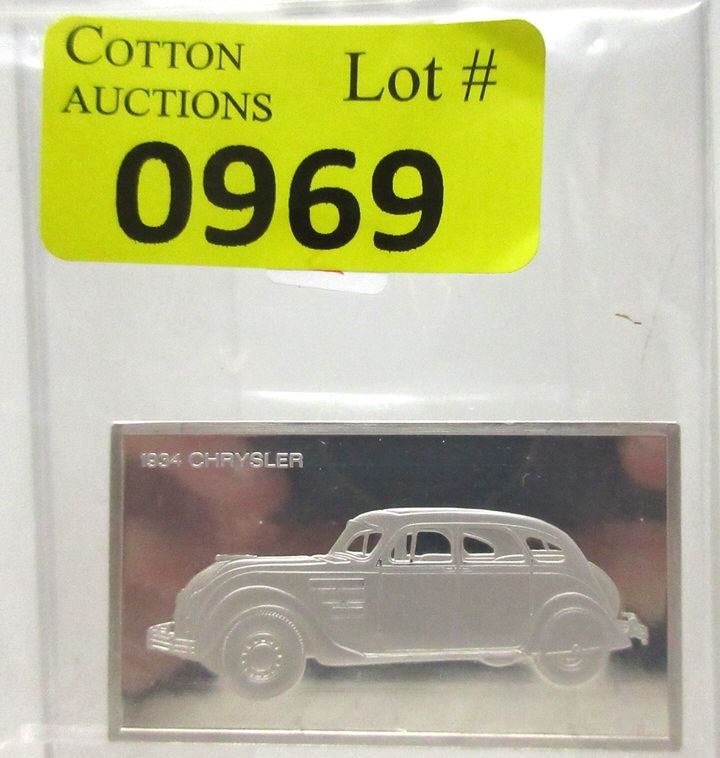 COTTON
AUCTIONS
Lot #
0969
1934 CHRYSLER